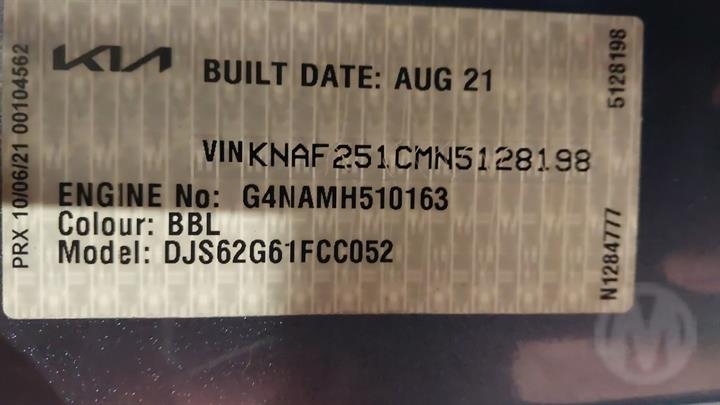 KIA
BUILT DATE: AUG 21
VIN KNAF251CMN5128198
ENGINE No: G4NAMH510163
Colour: BBL
Model: DJS62G61FCC052
PRX 10/06/21 00104562
5128198
N1284777
M